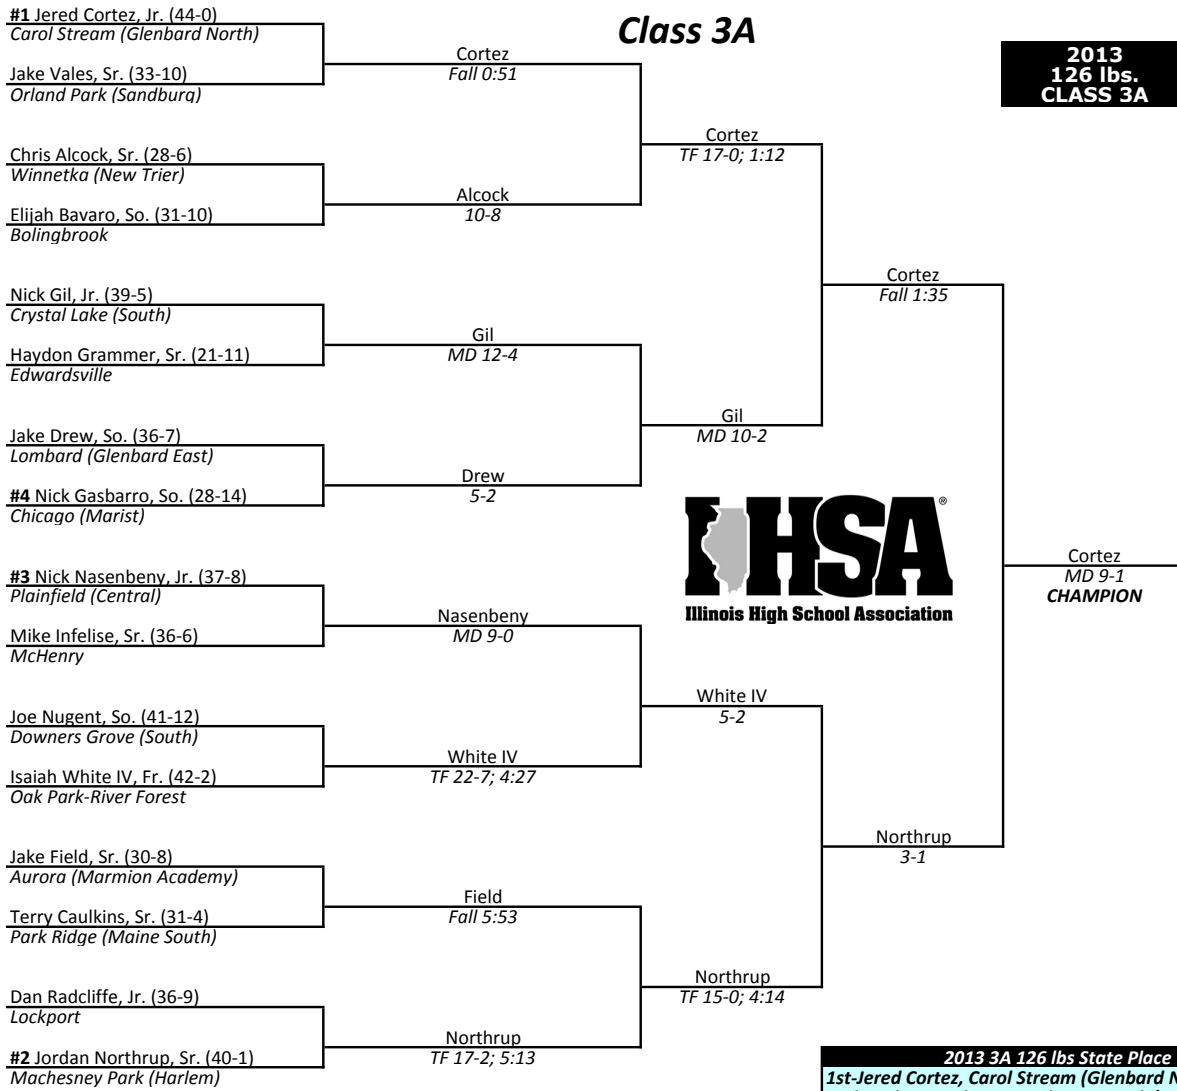 Class 3A
2013
126 lbs.
CLASS 3A
#1 Jered Cortez, Jr. (44-0)
Carol Stream (Glenbard North)
Cortez
Fall 0:51
Jake Vales, Sr. (33-10)
Orland Park (Sandburg)
Cortez
TF 17-0; 1:12
Chris Alcock, Sr. (28-6)
Winnetka (New Trier)
Alcock
10-8
Elijah Bavaro, So. (31-10)
Bolingbrook
Cortez
Fall 1:35
Nick Gil, Jr. (39-5)
Crystal Lake (South)
Gil
MD 12-4
Haydon Grammer, Sr. (21-11)
Edwardsville
Gil
MD 10-2
Jake Drew, So. (36-7)
Lombard (Glenbard East)
Drew
5-2
#4 Nick Gasbarro, So. (28-14)
Chicago (Marist)
IHSA®
Illinois High School Association
Cortez
MD 9-1
CHAMPION
#3 Nick Nasenbeny, Jr. (37-8)
Plainfield (Central)
Nasenbeny
MD 9-0
Mike Infelise, Sr. (36-6)
McHenry
White IV
5-2
Joe Nugent, So. (41-12)
Downers Grove (South)
White IV
TF 22-7; 4:27
Isaiah White IV, Fr. (42-2)
Oak Park-River Forest
Northrup
3-1
Jake Field, Sr. (30-8)
Aurora (Marmion Academy)
Field
Fall 5:53
Terry Caulkins, Sr. (31-4)
Park Ridge (Maine South)
Northrup
TF 15-0; 4:14
Dan Radcliffe, Jr. (36-9)
Lockport
Northrup
TF 17-2; 5:13
#2 Jordan Northrup, Sr. (40-1)
Machesney Park (Harlem)
2013 3A 126 lbs State Place
1st-Jered Cortez, Carol Stream (Glenbard N